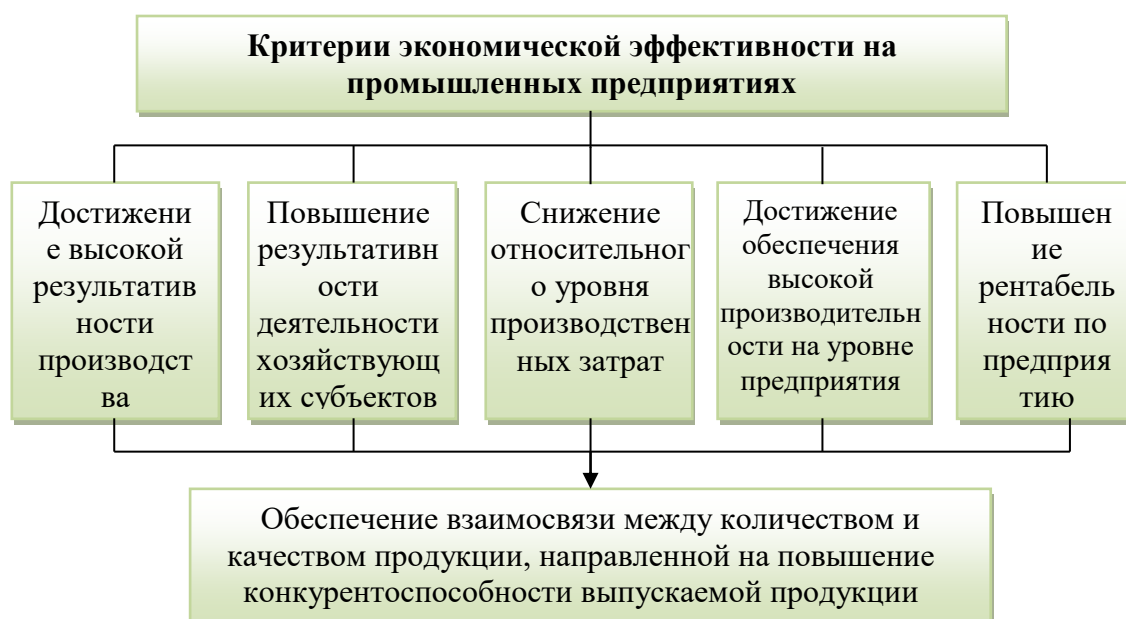 Критерии экономической эффективности на
промышленных предприятиях
Достижени
е высокой
результатив
ности
производст
ва
Повышение
результативн
ости
деятельности
хозяйствующ
их субъектов
Снижение
относительног
о уровня
производствен
ных затрат
Достижение
обеспечения
высокой
производительн
ости на уровне
предприятия
Повышен
ие
рентабель
ности по
предприя
тию
Обеспечение взаимосвязи между количеством и
качеством продукции, направленной на повышение
конкурентоспособности выпускаемой продукции